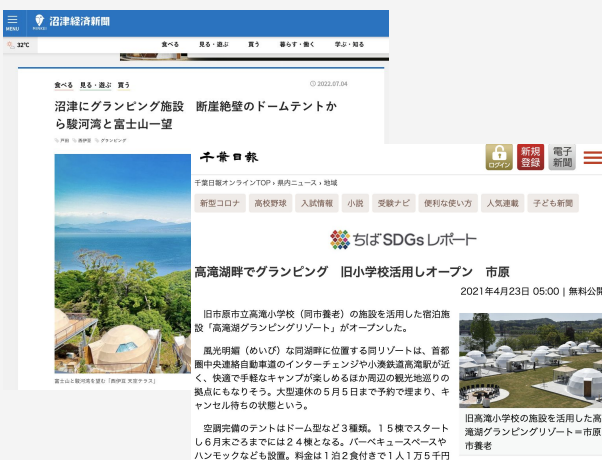 MENU
沼津経済新聞
32℃
食べる 見る・遊ぶ 買う 暮らす・働く 学ぶ・知る
食べる 見る・遊ぶ 買う
2022.07.04
沼津にグランピング施設 断崖絶壁のドームテントか
ら駿河湾と富士山一望
戸田 西伊豆 グランピング
富士山と駿河湾を望む「西伊豆 天空テラス」
千葉日報
ログイン
新規
登録
電子
新聞
千葉日報オンラインTOP › 県内ニュース › 地域
新型コロナ 高校野球 入試情報 小説 受験ナビ 便利な使い方 人気連載 子ども新聞
ちばSDGsレポート
高滝湖畔でグランピング 旧小学校活用しオープン 市原
2021年4月23日 05:00 | 無料公開
旧市原市立高滝小学校（同市養老）の施設を活用した宿泊施
設「高滝湖グランピングリゾート」がオープンした。
風光明媚（めいび）な同湖畔に位置する同リゾートは、首都
圏中央連絡自動車道のインターチェンジや小湊鉄道高滝駅が近
く、快適で手軽なキャンプが楽しめるほか周辺の観光地巡りの
拠点にもなりそう。大型連休の５月５日まで予約で埋まり、キ
ャンセル待ちの状態という。
空調完備のテントはドーム型など３種類。１５棟でスタート
し６月末ごろまでには２４棟となる。バーベキュースペースや
ハンモックなども設置。料金は１泊２食付きで１人１万５千円
旧高滝小学校の施設を活用した高
滝湖グランピングリゾート＝市原
市養老